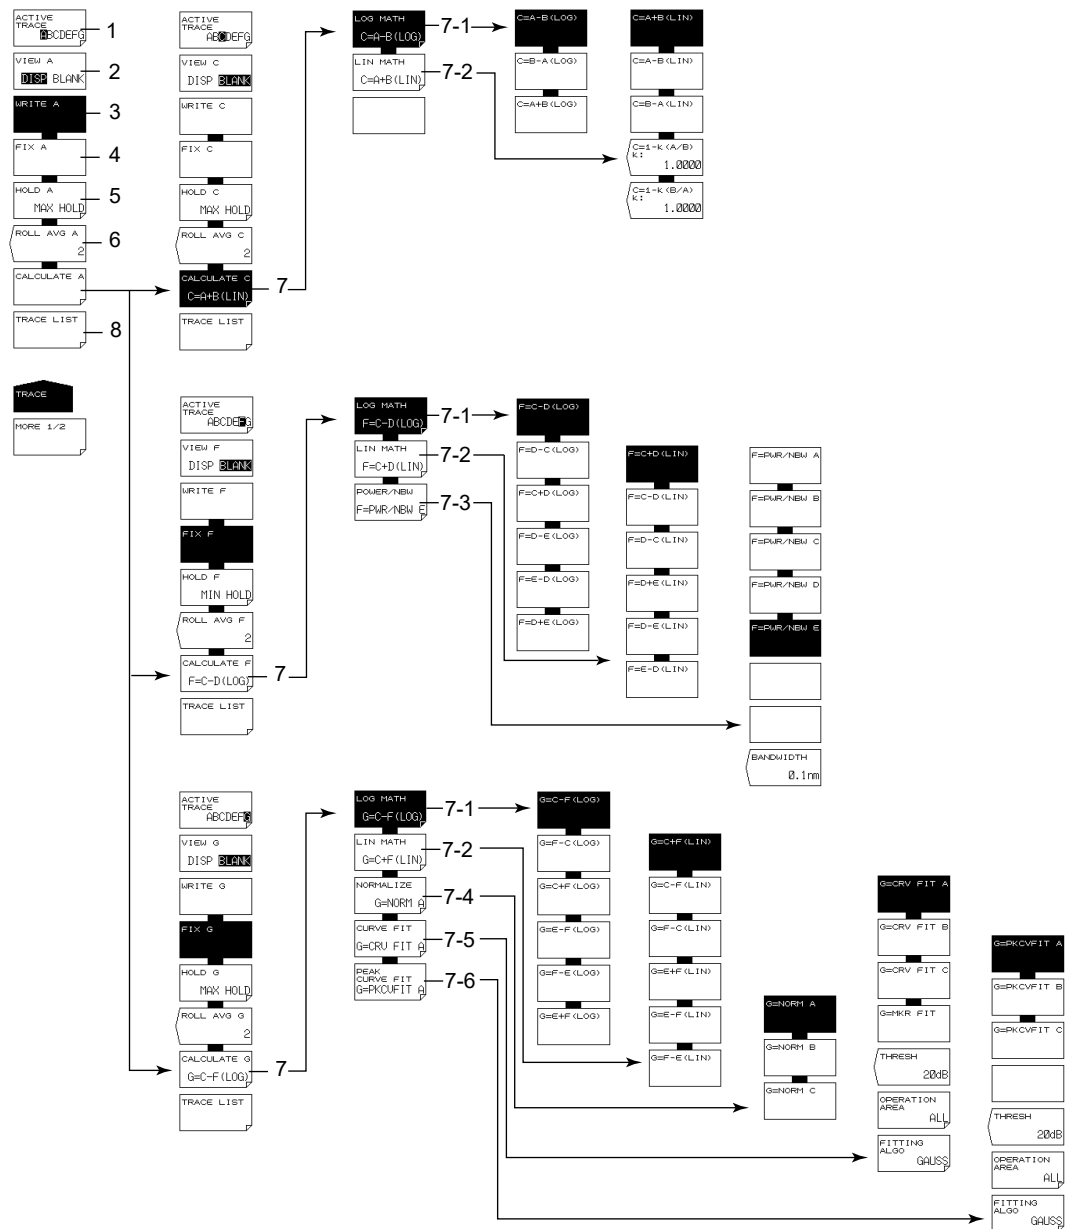 ACTIVE
TRACE
ABCDEFG
1
VIEW A
DISP BLANK
2
WRITE A
3
FIX A
4
HOLD A
MAX HOLD
5
ROLL AVG A
2
6
CALCULATE A
TRACE LIST
8
TRACE
MORE 1/2
ACTIVE
TRACE
ABCDEFG
VIEW C
DISP BLANK
WRITE C
FIX C
HOLD C
MAX HOLD
ROLL AVG C
2
CALCULATE C
C=A+B(LIN)
7
TRACE LIST
LOG MATH
C=A-B(LOG)
7-1
LIN MATH
C=A+B(LIN)
7-2
C=A-B(LOG)
C=B-A(LOG)
C=A+B(LOG)
C=A+B(LIN)
C=A-B(LIN)
C=B-A(LIN)
C=1-k(A/B)
k:
1.0000
C=1-k(B/A)
k:
1.0000
ACTIVE
TRACE
ABCDEFG
VIEW F
DISP BLANK
WRITE F
FIX F
HOLD F
MIN HOLD
ROLL AVG F
2
CALCULATE F
F=C-D(LOG)
7
TRACE LIST
LOG MATH
F=C-D(LOG)
7-1
LIN MATH
F=C+D(LIN)
7-2
POWER/NBW
F=PWR/NBW E
7-3
F=C-D(LOG)
F=D-C(LOG)
F=C+D(LOG)
F=D-E(LOG)
F=E-D(LOG)
F=D+E(LOG)
F=C+D(LIN)
F=C-D(LIN)
F=D-C(LIN)
F=D+E(LIN)
F=D-E(LIN)
F=E-D(LIN)
F=PWR/NBW A
F=PWR/NBW B
F=PWR/NBW C
F=PWR/NBW D
F=PWR/NBW E
BANDWIDTH
0.1nm
ACTIVE
TRACE
ABCDEFG
VIEW G
DISP BLANK
WRITE G
FIX G
HOLD G
MAX HOLD
ROLL AVG G
2
CALCULATE G
G=C-F(LOG)
7
TRACE LIST
LOG MATH
G=C-F(LOG)
7-1
LIN MATH
G=C+F(LIN)
7-2
NORMALIZE
G=NORM A
7-4
CURVE FIT
G=CRV FIT A
7-5
PEAK
CURVE FIT
G=PKCVFIT A
7-6
G=C-F(LOG)
G=F-C(LOG)
G=C+F(LOG)
G=E-F(LOG)
G=F-E(LOG)
G=E+F(LOG)
G=C+F(LIN)
G=C-F(LIN)
G=F-C(LIN)
G=E+F(LIN)
G=E-F(LIN)
G=F-E(LIN)
G=NORM A
G=NORM B
G=NORM C
G=CRV FIT A
G=CRV FIT B
G=CRV FIT C
G=MKR FIT
THRESH
20dB
OPERATION
AREA
ALL
FITTING
ALGO
GAUSS
G=PKCVFIT A
G=PKCVFIT B
G=PKCVFIT C
THRESH
20dB
OPERATION
AREA
ALL
FITTING
ALGO
GAUSS